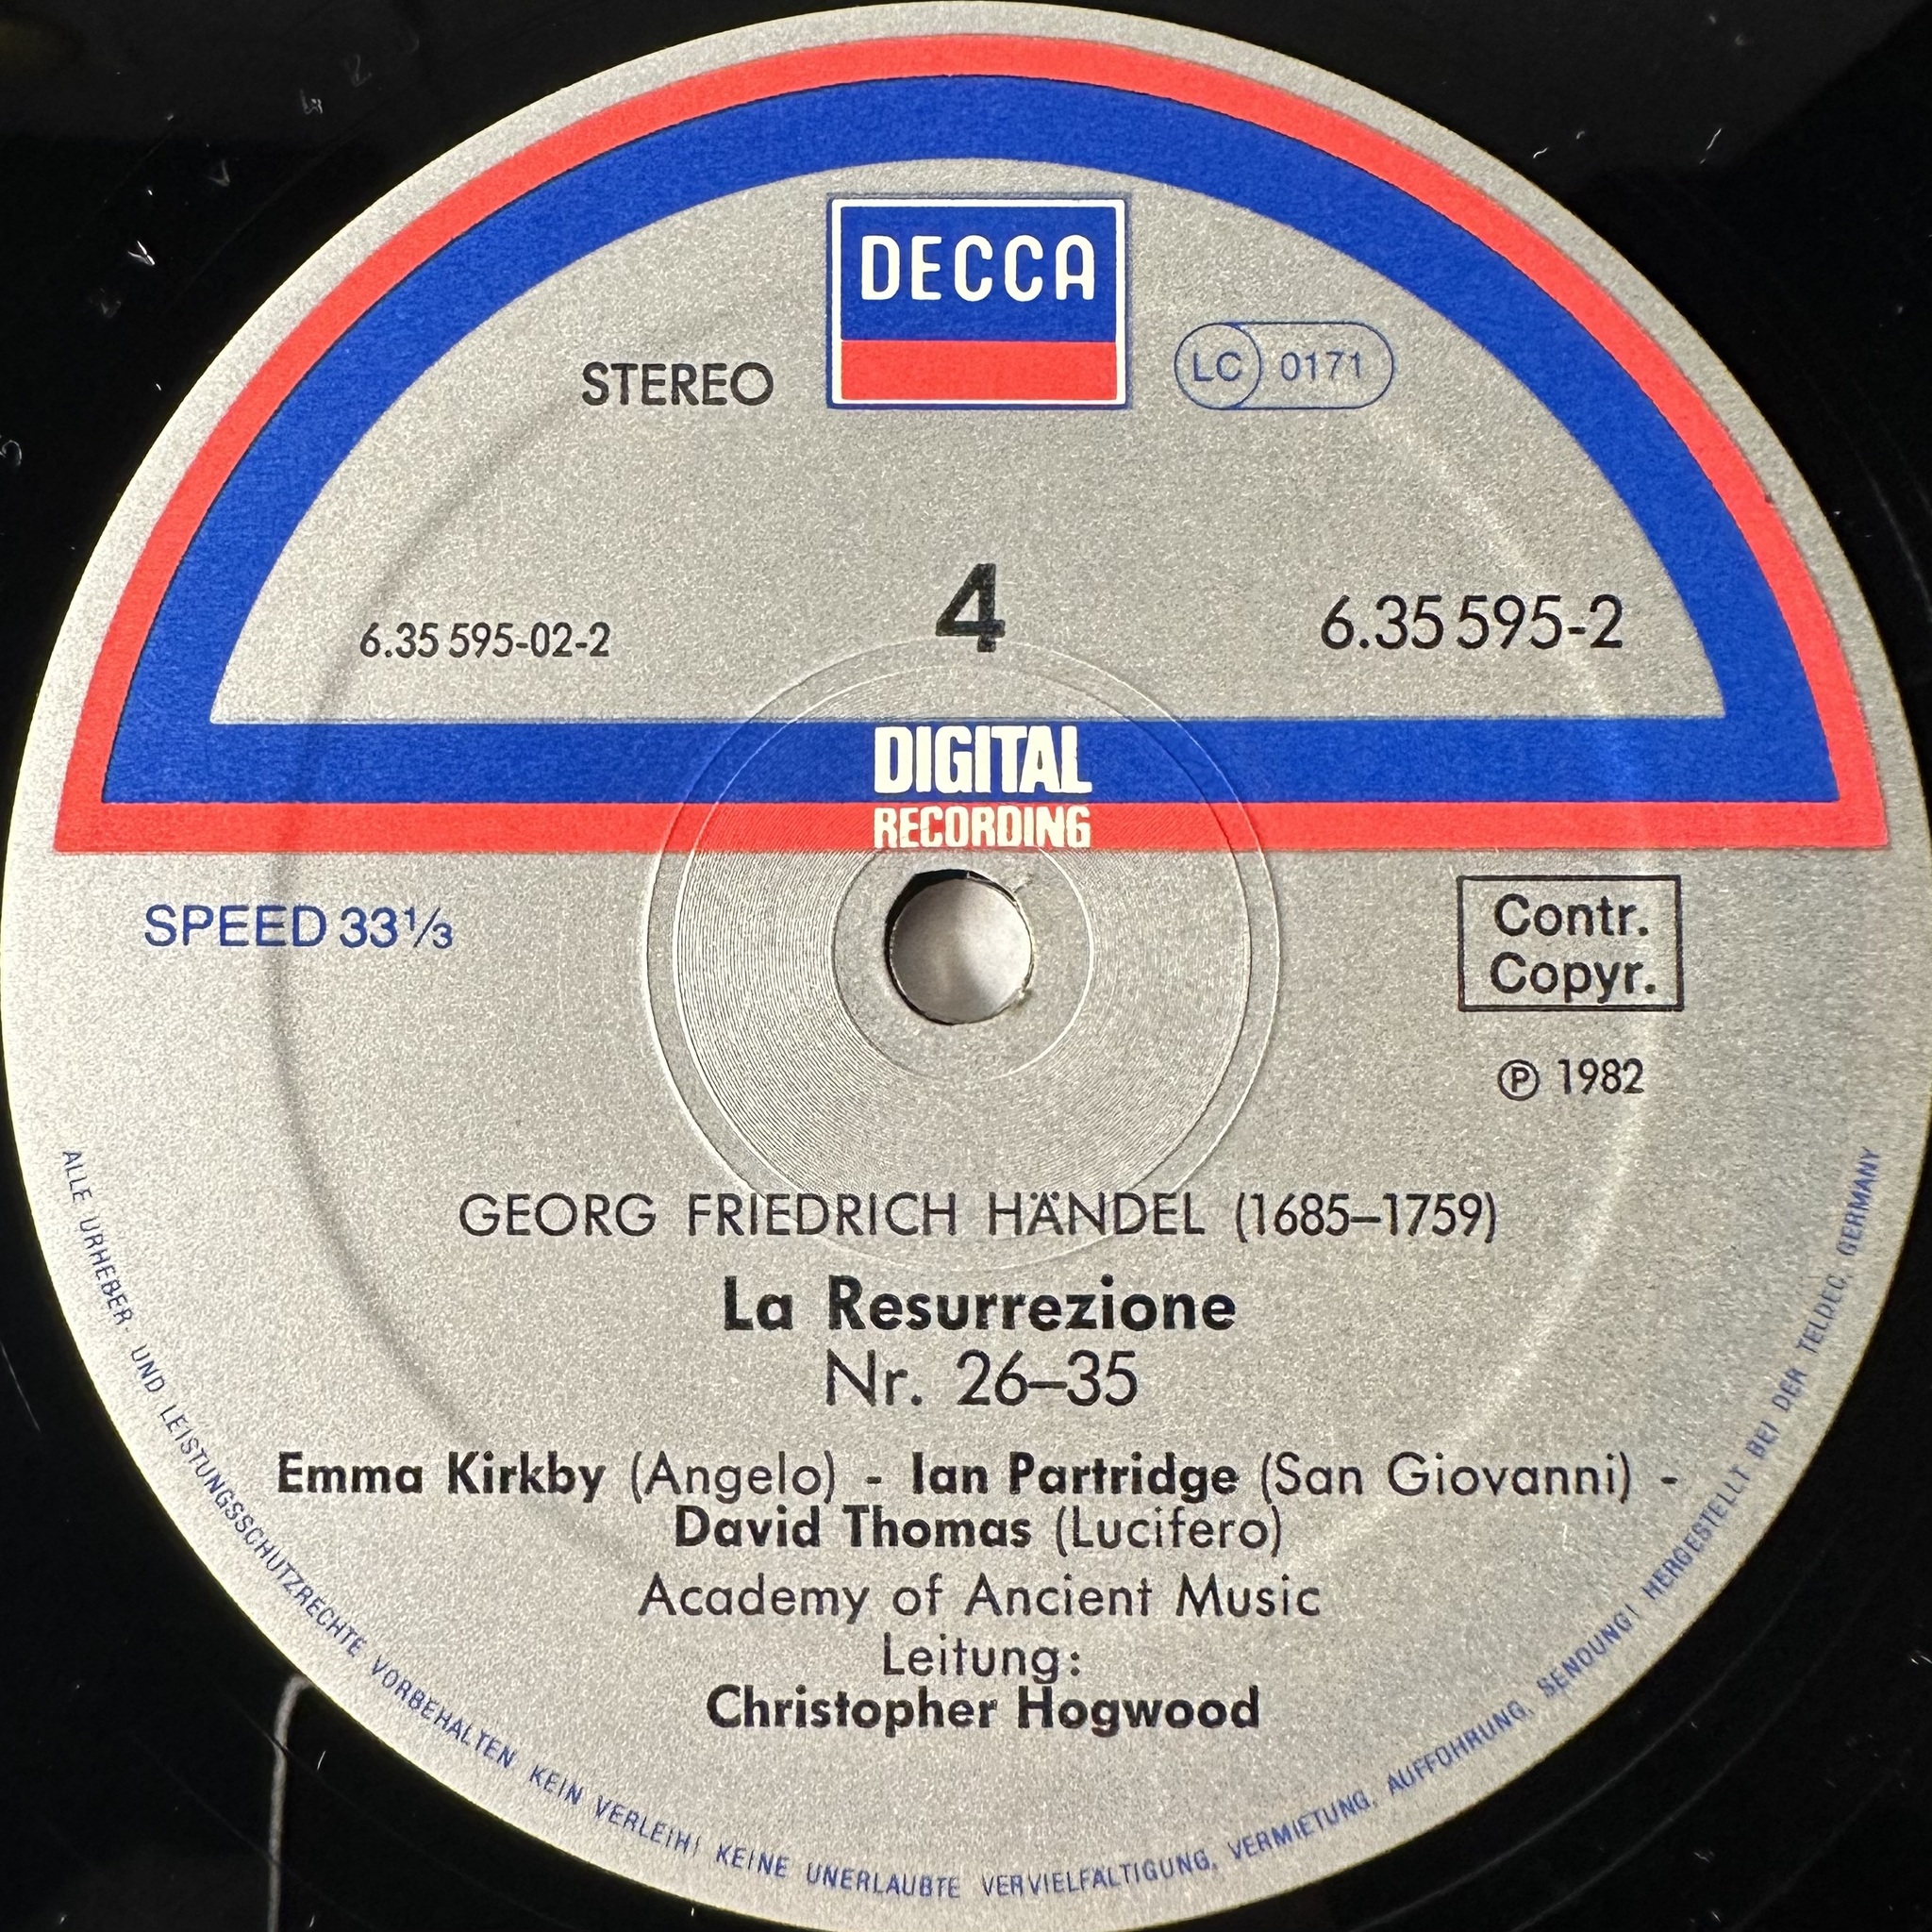 DECCA
STEREO
LC 0171
4
6.35 595-02-2
6.35 595-2
DIGITAL
RECORDING
SPEED 33⅓
Contr.
Copyr.
℗ 1982
GEORG FRIEDRICH HÄNDEL (1685–1759)
La Resurrezione
Nr. 26–35
Emma Kirkby (Angelo) - Ian Partridge (San Giovanni) -
David Thomas (Lucifero)
Academy of Ancient Music
Leitung:
Christopher Hogwood
ALLE URHEBER- UND LEISTUNGSSCHUTZRECHTE VORBEHALTEN. KEIN VERLEIH! KEINE UNERLAUBTE VERVIELFÄLTIGUNG, VERMIETUNG, AUFFÜHRUNG, SENDUNG! HERGESTELLT BEI DER TELDEC, GERMANY